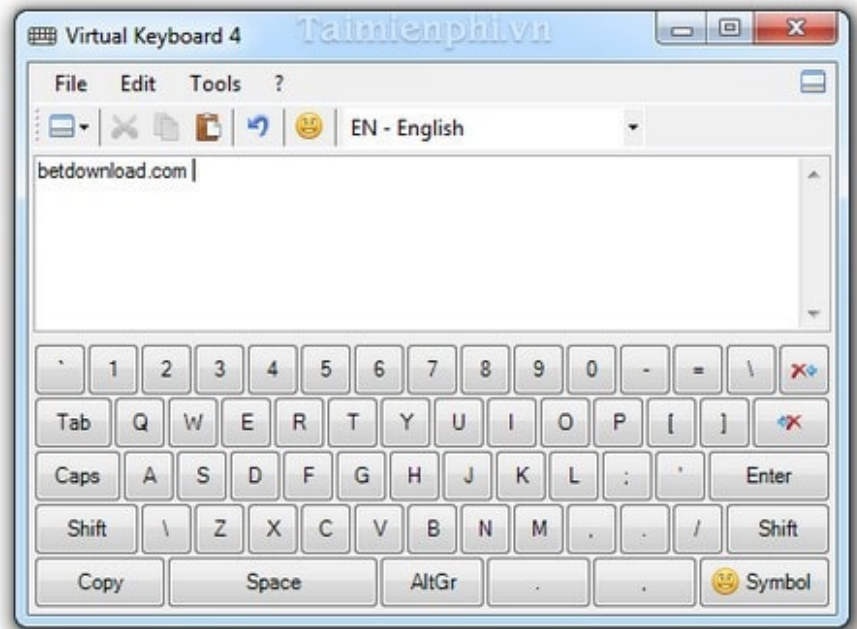 Virtual Keyboard 4
Taimienphi.vn
File Edit Tools ?
EN - English
betdownload.com
` 1 2 3 4 5 6 7 8 9 0 - = \
Tab Q W E R T Y U I O P [ ]
Caps A S D F G H J K L ; ' Enter
Shift \ Z X C V B N M , . / Shift
Copy Space AltGr . , Symbol